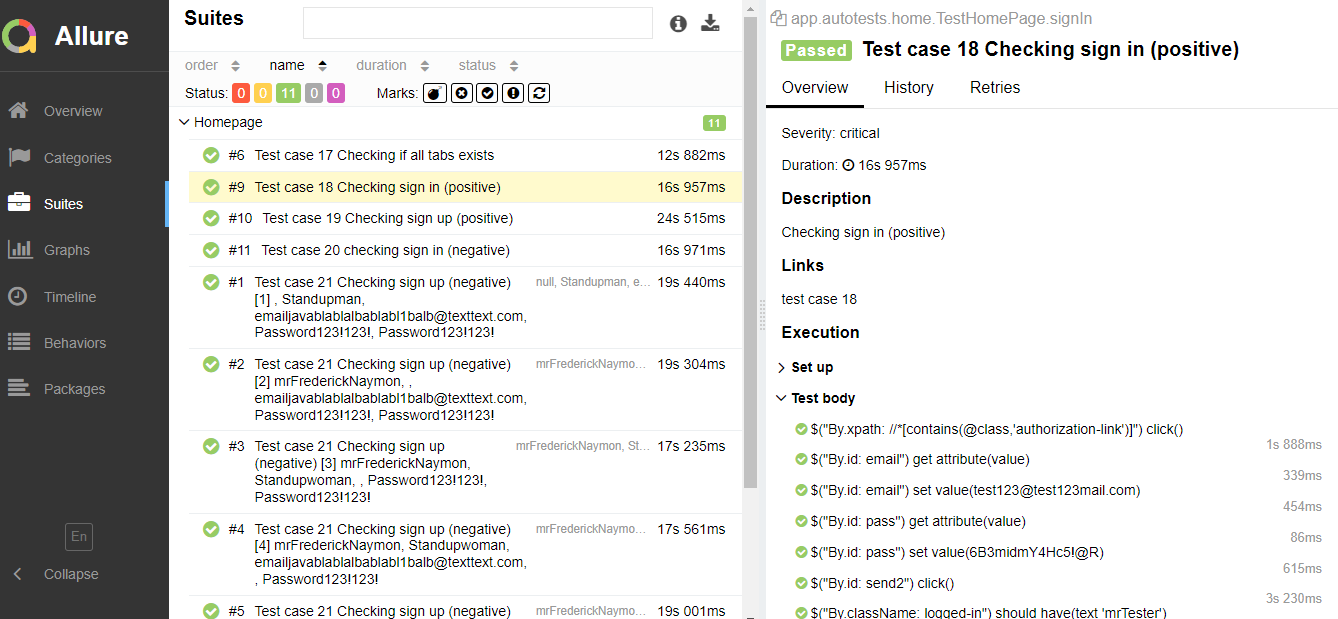 Allure
Overview
Categories
Suites
Graphs
Timeline
Behaviors
Packages
En
Collapse
Suites
order name duration status
Status: 0 0 11 0 0 Marks:
Homepage 11
#6 Test case 17 Checking if all tabs exists 12s 882ms
#9 Test case 18 Checking sign in (positive) 16s 957ms
#10 Test case 19 Checking sign up (positive) 24s 515ms
#11 Test case 20 checking sign in (negative) 16s 971ms
#1 Test case 21 Checking sign up (negative) null, Standupman, e... 19s 440ms
[1] , Standupman,
emailjavablablalbablabl1balb@texttext.com,
Password123!123!, Password123!123!
#2 Test case 21 Checking sign up (negative) mrFrederickNaymo... 19s 304ms
[2] mrFrederickNaymon, ,
emailjavablablalbablabl1balb@texttext.com,
Password123!123!, Password123!123!
#3 Test case 21 Checking sign up mrFrederickNaymon, St... 17s 235ms
(negative) [3] mrFrederickNaymon,
Standupwoman, , Password123!123!,
Password123!123!
#4 Test case 21 Checking sign up (negative) mrFrederickNaymo... 17s 561ms
[4] mrFrederickNaymon, Standupwoman,
emailjavablablalbablabl1balb@texttext.com,
, Password123!123!
#5 Test case 21 Checking sign up (negative) mrFrederickNaymo... 19s 001ms
app.autotests.home.TestHomePage.signIn
Passed Test case 18 Checking sign in (positive)
Overview History Retries
Severity: critical
Duration: 16s 957ms
Description
Checking sign in (positive)
Links
test case 18
Execution
Set up
Test body
$("By.xpath: //*[contains(@class,'authorization-link')]") click()
1s 888ms
$("By.id: email") get attribute(value)
339ms
$("By.id: email") set value(test123@test123mail.com)
454ms
$("By.id: pass") get attribute(value)
86ms
$("By.id: pass") set value(6B3midmY4Hc5!@R)
615ms
$("By.id: send2") click()
3s 230ms
$("By.className: logged-in") should have(text 'mrTester')